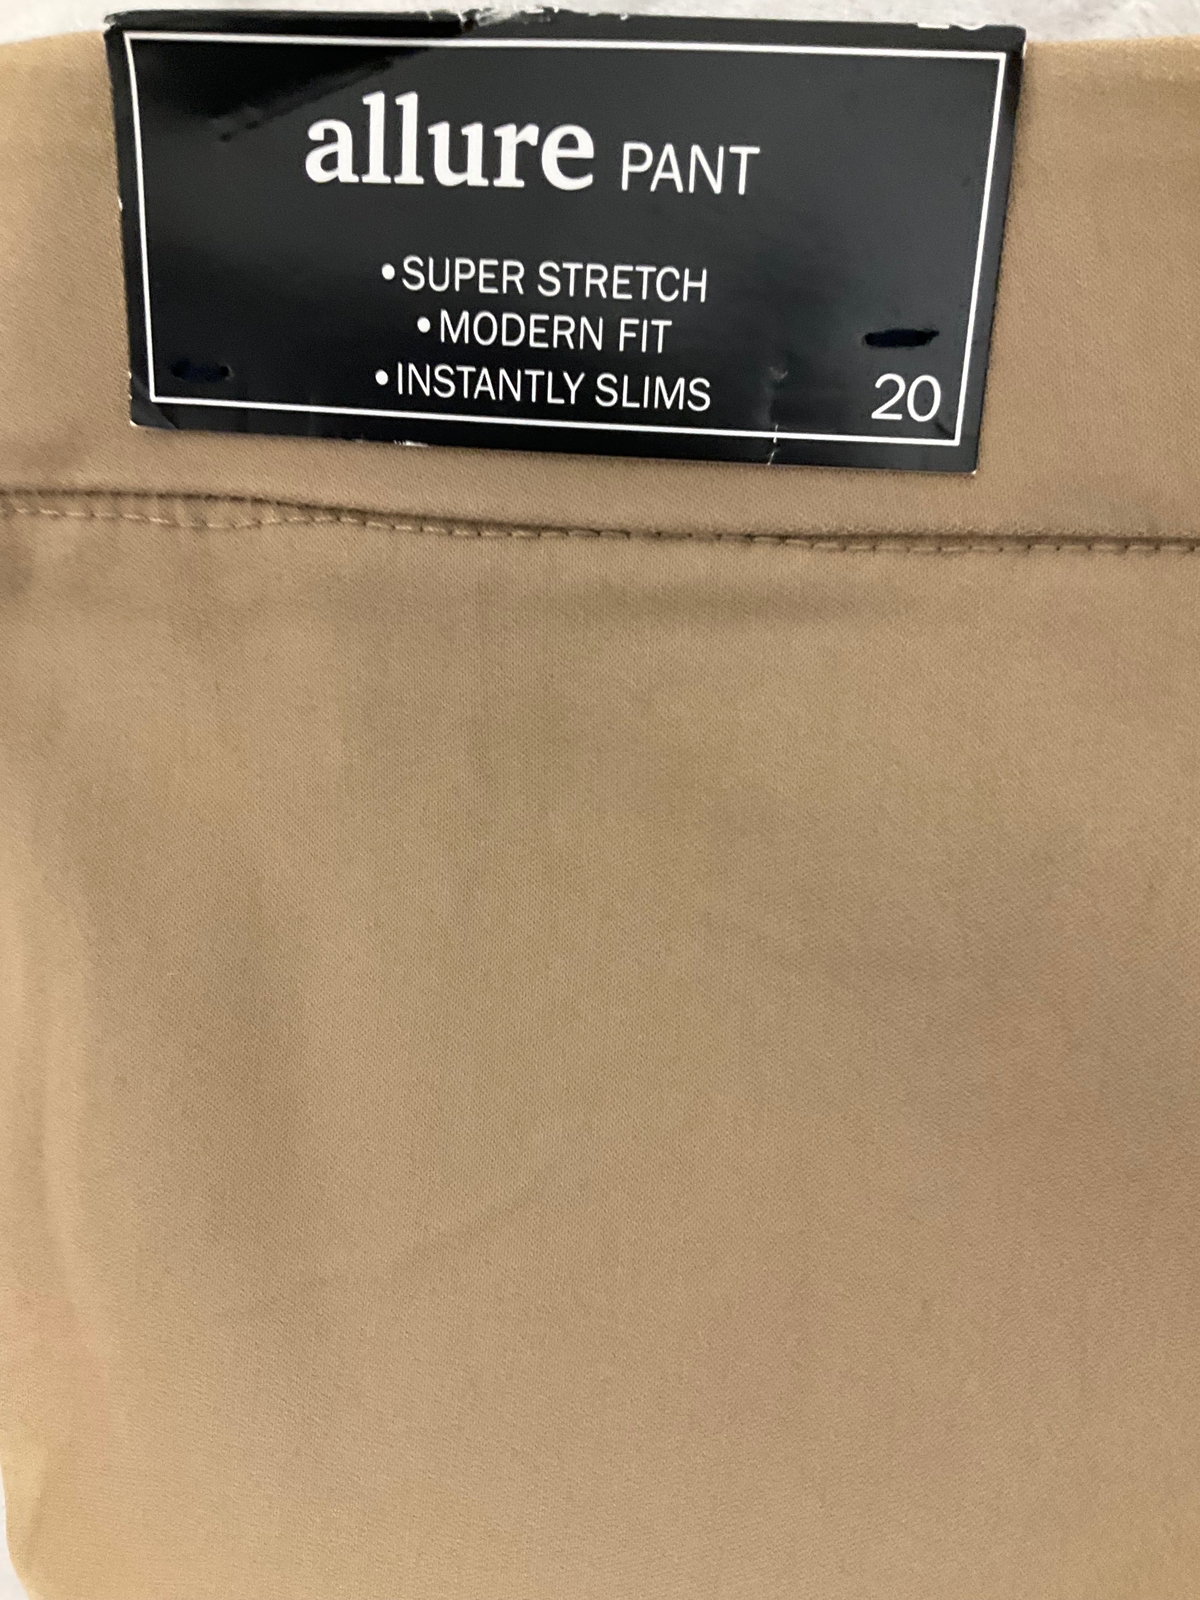 allure PANT
•SUPER STRETCH
•MODERN FIT
•INSTANTLY SLIMS
20